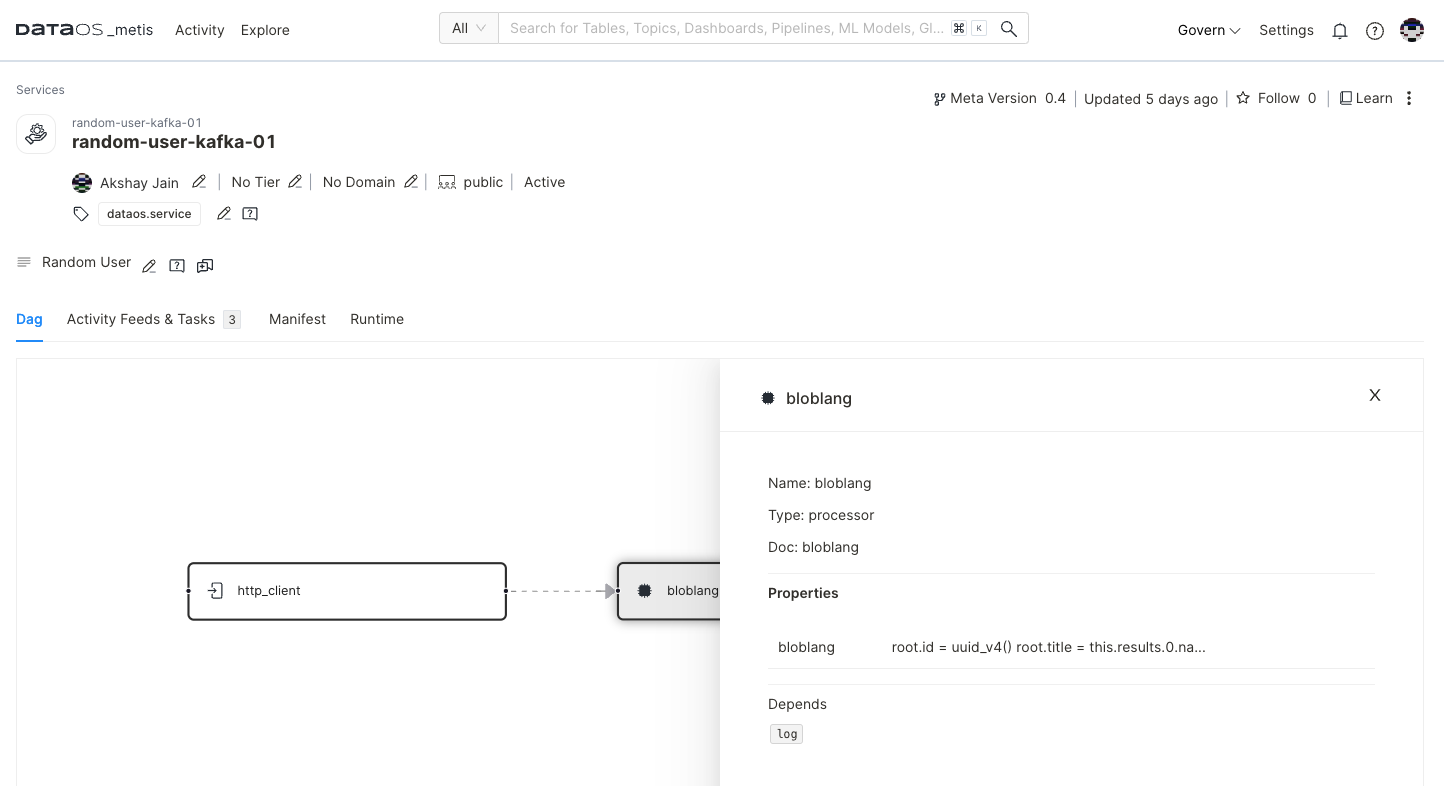 DATAOS _metis Activity Explore All Search for Tables, Topics, Dashboards, Pipelines, ML Models, Gl... ⌘ K Govern Settings ?
Services
Meta Version 0.4 Updated 5 days ago Follow 0 Learn
random-user-kafka-01
random-user-kafka-01
Akshay Jain No Tier No Domain public Active
dataos.service
Random User
Dag Activity Feeds & Tasks 3 Manifest Runtime
bloblang X
Name: bloblang
Type: processor
Doc: bloblang
http_client bloblang
Properties
bloblang root.id = uuid_v4() root.title = this.results.0.na...
Depends
log